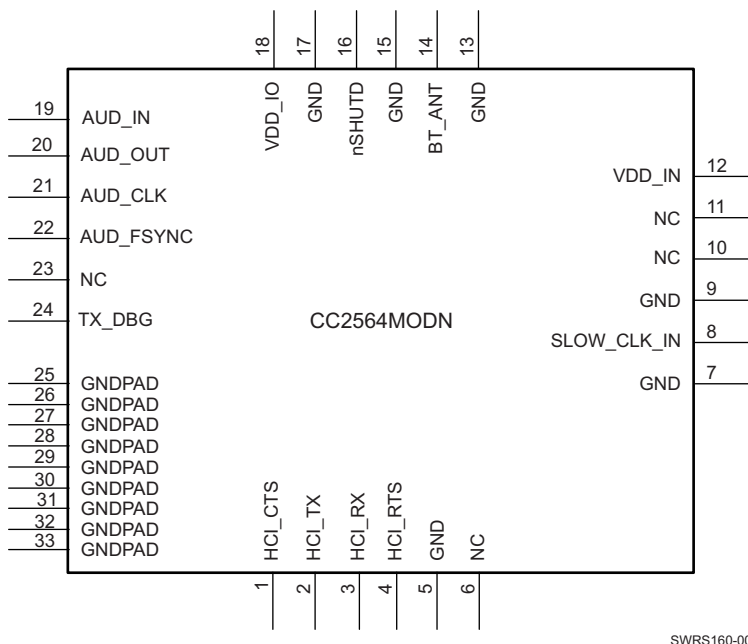 18 17 16 15 14 13
VDD_IO GND nSHUTD GND BT_ANT GND
19 AUD_IN
20 AUD_OUT
21 AUD_CLK
22 AUD_FSYNC
23 NC
24 TX_DBG
25 GNDPAD
26 GNDPAD
27 GNDPAD
28 GNDPAD
29 GNDPAD
30 GNDPAD
31 GNDPAD
32 GNDPAD
33 GNDPAD
CC2564MODN
VDD_IN 12
NC 11
NC 10
GND 9
SLOW_CLK_IN 8
GND 7
HCI_CTS HCI_TX HCI_RX HCI_RTS GND NC
1 2 3 4 5 6